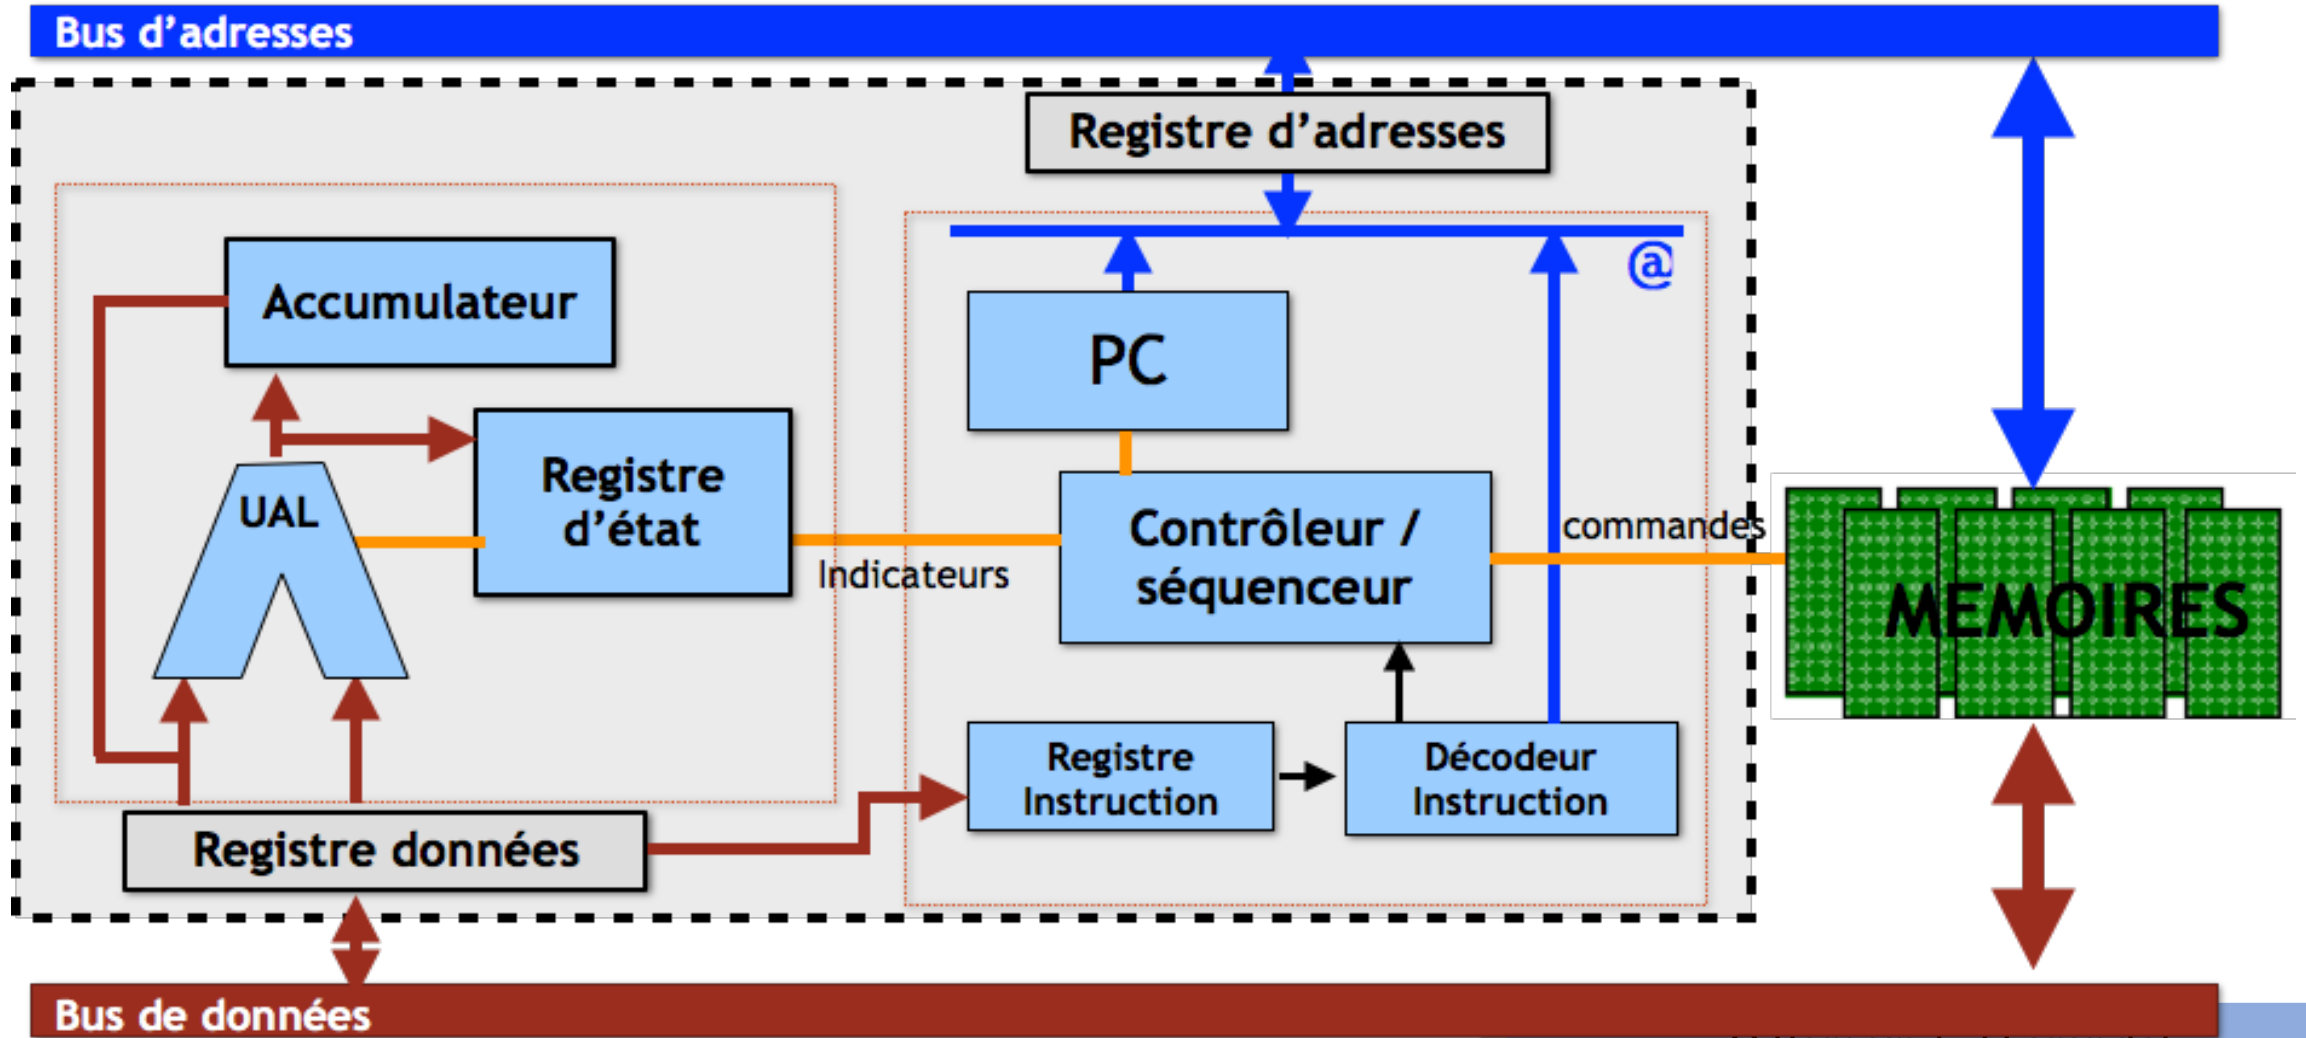 Bus d'adresses
Registre d'adresses
@
Accumulateur
PC
Registre
d'état
UAL
Indicateurs
Contrôleur /
séquenceur
commandes
MEMOIRES
Registre
Instruction
Décodeur
Instruction
Registre données
Bus de données